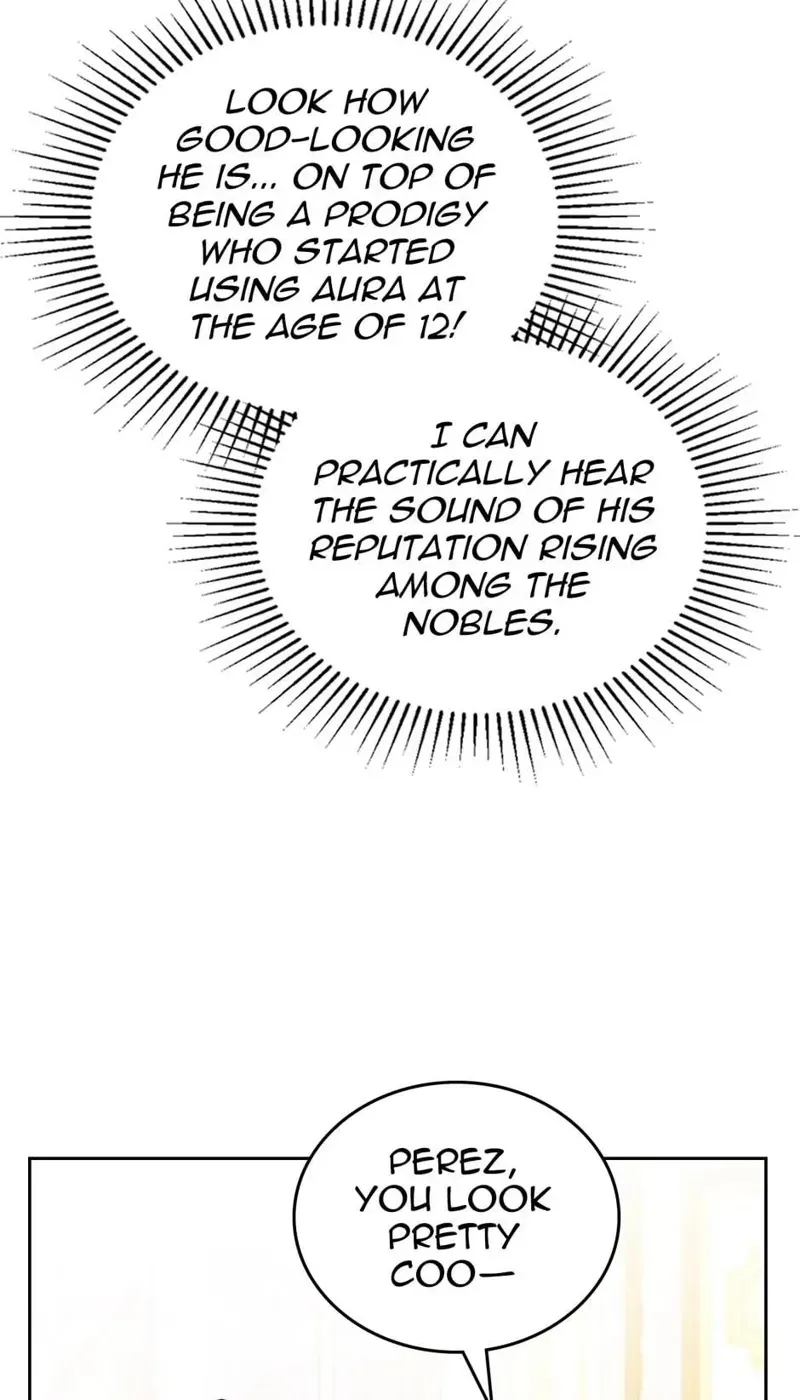 LOOK HOW
GOOD-LOOKING
HE IS... ON TOP OF
BEING A PRODIGY
WHO STARTED
USING AURA AT
THE AGE OF 12!
I CAN
PRACTICALLY HEAR
THE SOUND OF HIS
REPUTATION RISING
AMONG THE
NOBLES.
PEREZ,
YOU LOOK
PRETTY
COO—